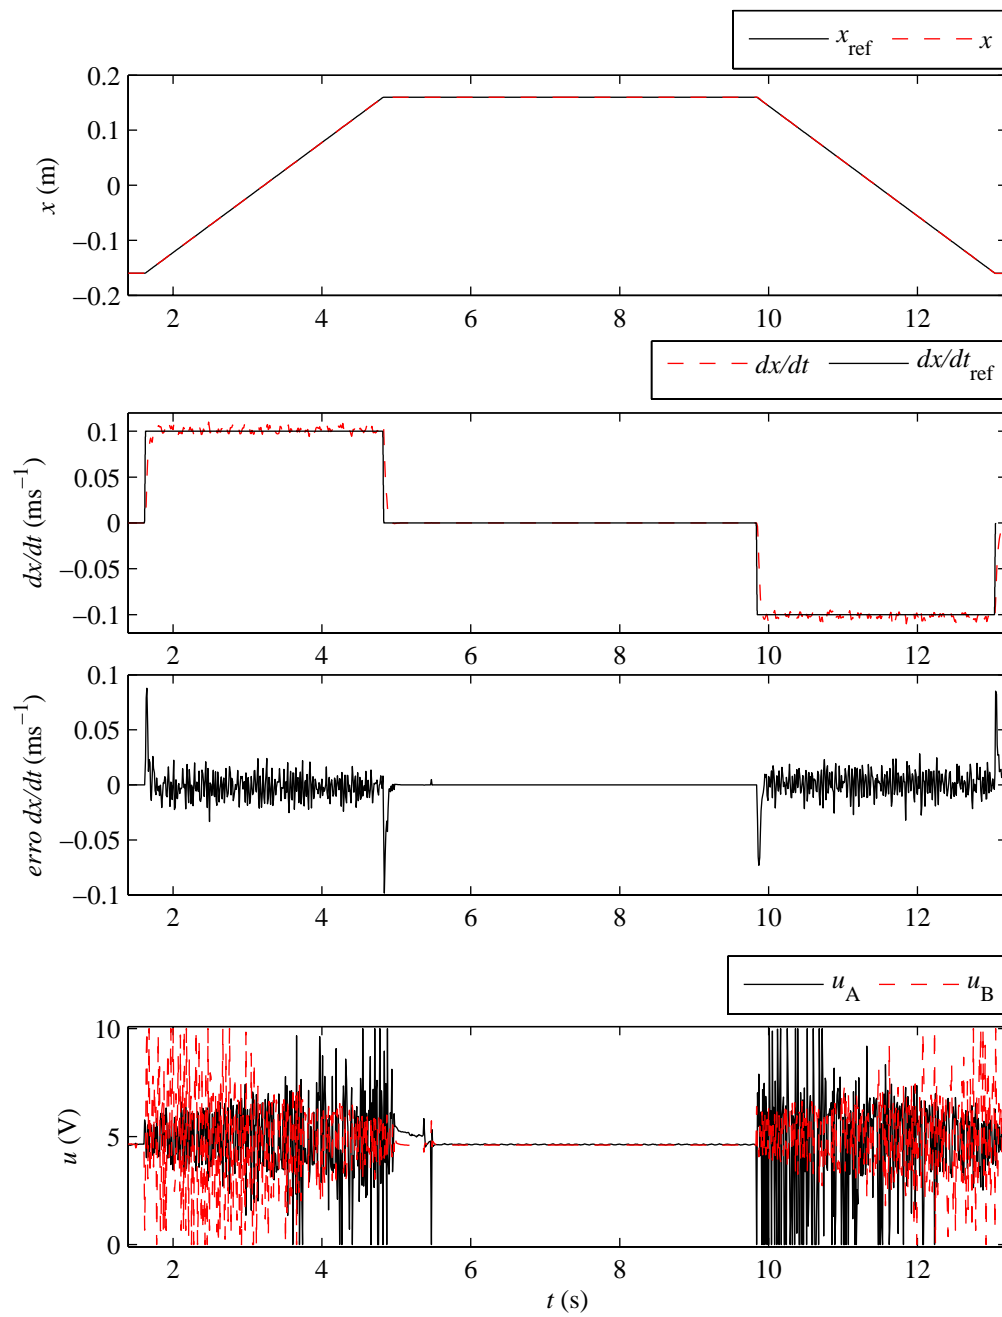 x_ref x
0.2
0.1
0
−0.1
−0.2
x (m)
2 4 6 8 10 12
dx/dt dx/dt_ref
0.1
0.05
0
−0.05
−0.1
dx/dt (ms⁻¹)
2 4 6 8 10 12
0.1
0.05
0
−0.05
−0.1
erro dx/dt (ms⁻¹)
2 4 6 8 10 12
u_A u_B
10
5
0
u (V)
2 4 6 8 10 12
t (s)